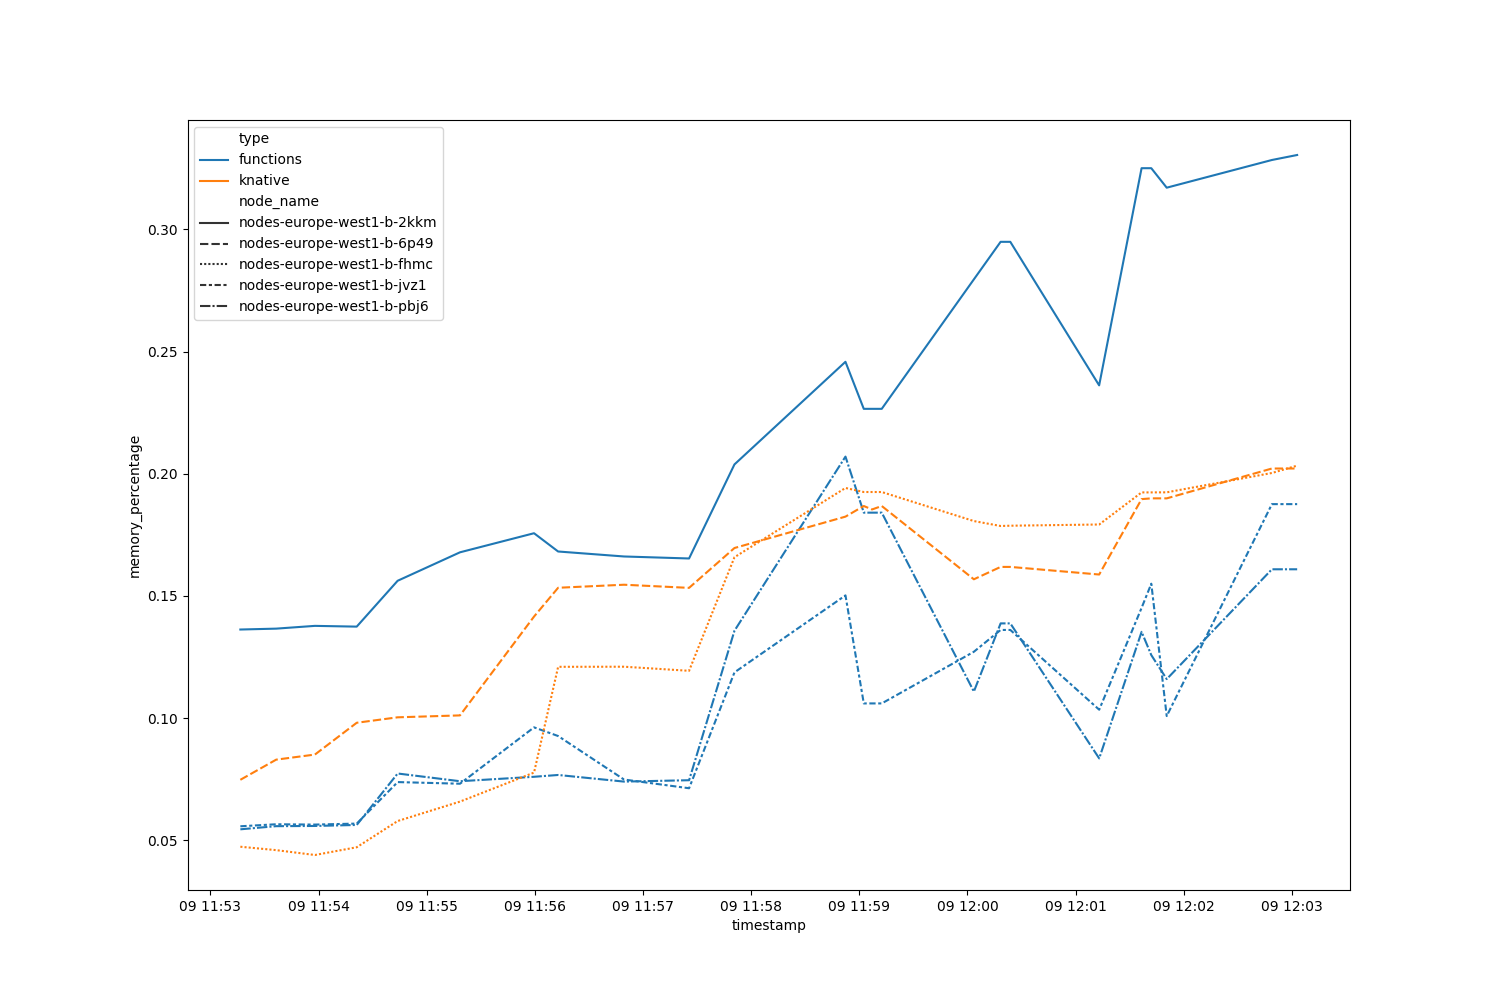 type
functions
knative
node_name
nodes-europe-west1-b-2kkm
nodes-europe-west1-b-6p49
nodes-europe-west1-b-fhmc
nodes-europe-west1-b-jvz1
nodes-europe-west1-b-pbj6
0.30
0.25
0.20
0.15
0.10
0.05
memory_percentage
09 11:53 09 11:54 09 11:55 09 11:56 09 11:57 09 11:58 09 11:59 09 12:00 09 12:01 09 12:02 09 12:03
timestamp